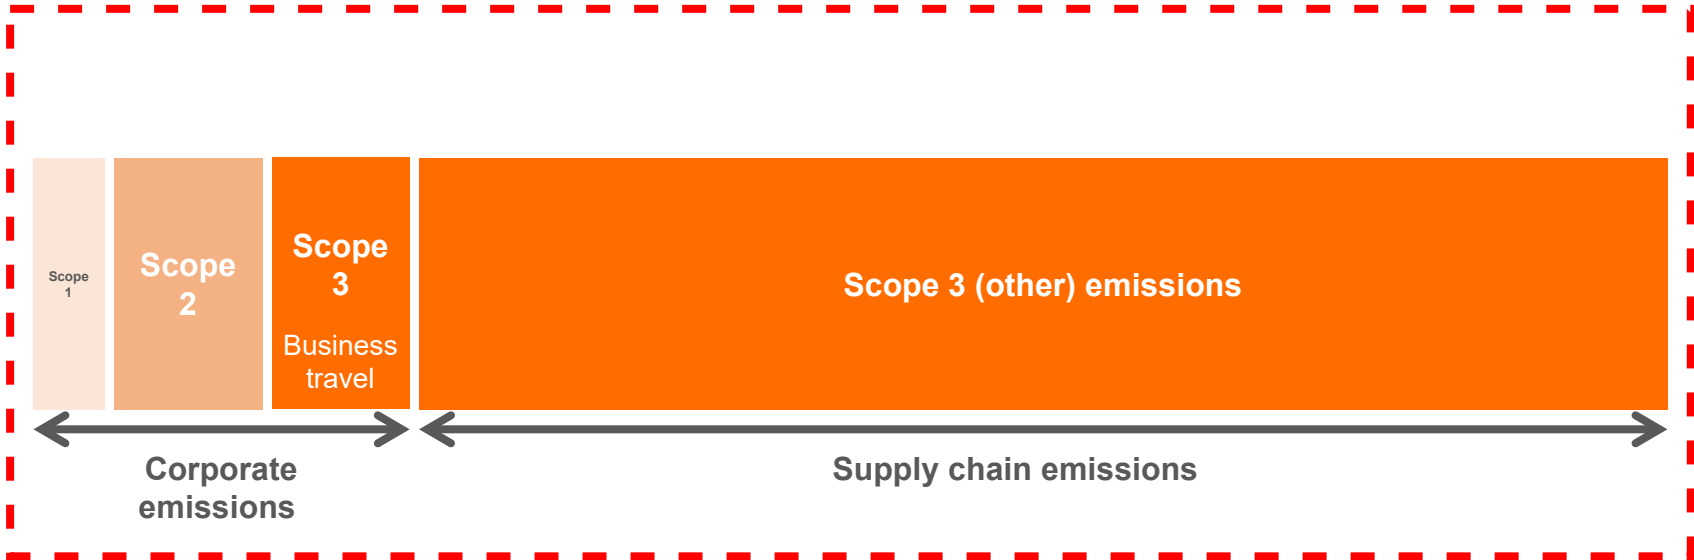 Scope
1
Scope
2
Scope
3
Business
travel
Scope 3 (other) emissions
Corporate
emissions
Supply chain emissions